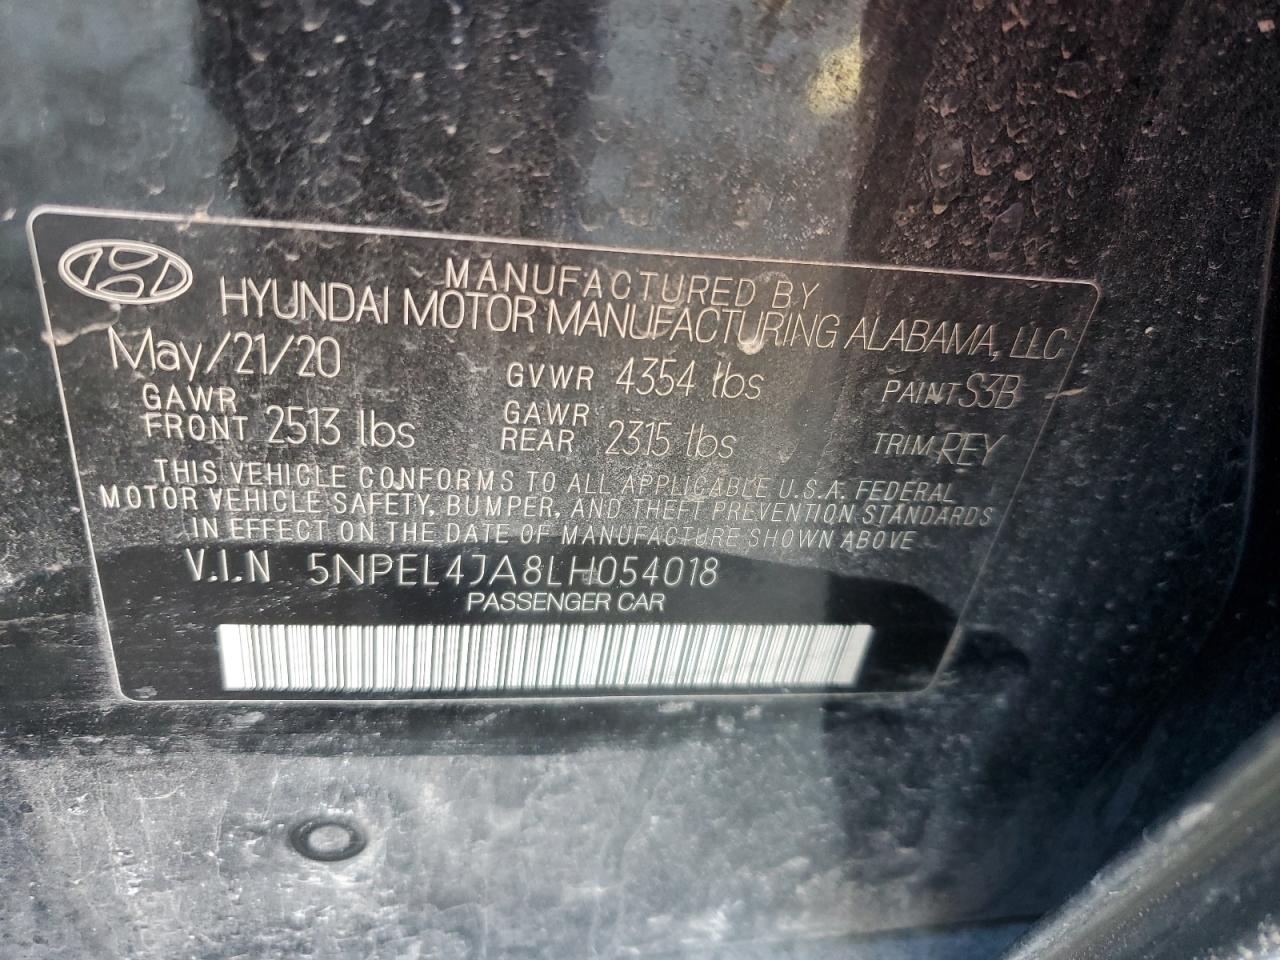 MANUFACTURED BY
HYUNDAI MOTOR MANUFACTURING ALABAMA, LLC
May/21/20 GVWR 4354 lbs PAINT S3B
GAWR FRONT 2513 lbs GAWR REAR 2315 lbs TRIM REY
THIS VEHICLE CONFORMS TO ALL APPLICABLE U.S.A. FEDERAL
MOTOR VEHICLE SAFETY, BUMPER, AND THEFT PREVENTION STANDARDS
IN EFFECT ON THE DATE OF MANUFACTURE SHOWN ABOVE
V.I.N 5NPEL4JA8LH054018
PASSENGER CAR